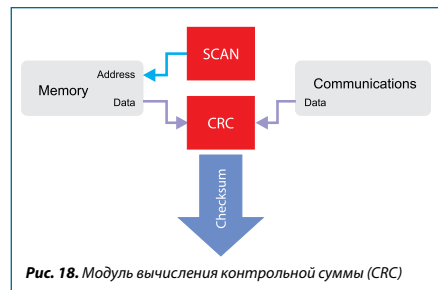 SCAN
Address
Memory
Data
Communications
Data
CRC
Checksum
Рис. 18. Модуль вычисления контрольной суммы (CRC)